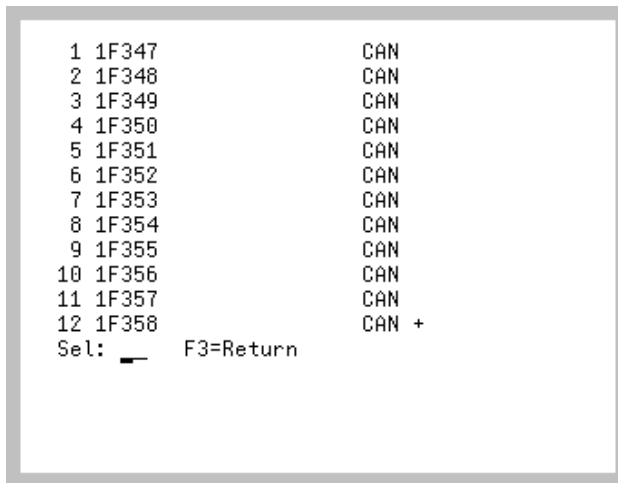 1 1F347 CAN
2 1F348 CAN
3 1F349 CAN
4 1F350 CAN
5 1F351 CAN
6 1F352 CAN
7 1F353 CAN
8 1F354 CAN
9 1F355 CAN
10 1F356 CAN
11 1F357 CAN
12 1F358 CAN +
Sel: __ F3=Return